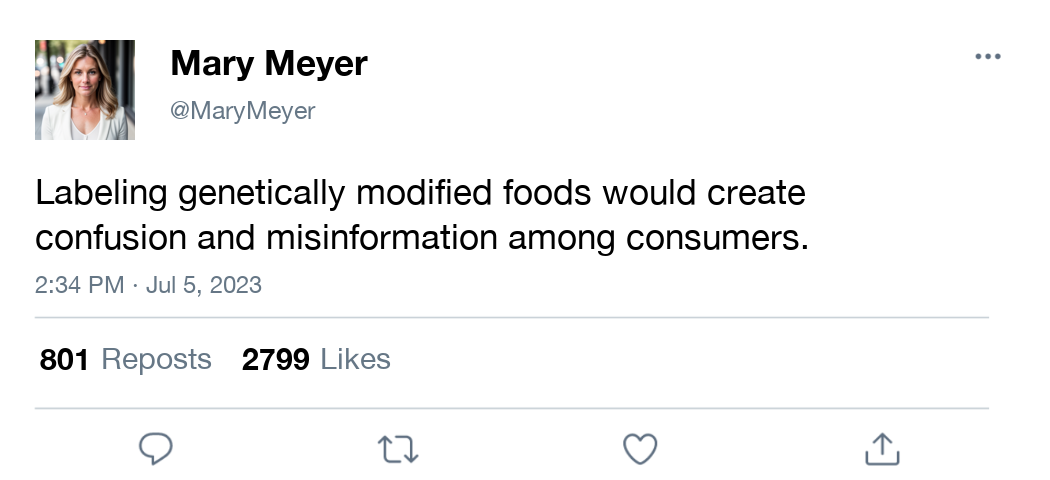 Mary Meyer
@MaryMeyer
Labeling genetically modified foods would create
confusion and misinformation among consumers.
2:34 PM · Jul 5, 2023
801 Reposts 2799 Likes